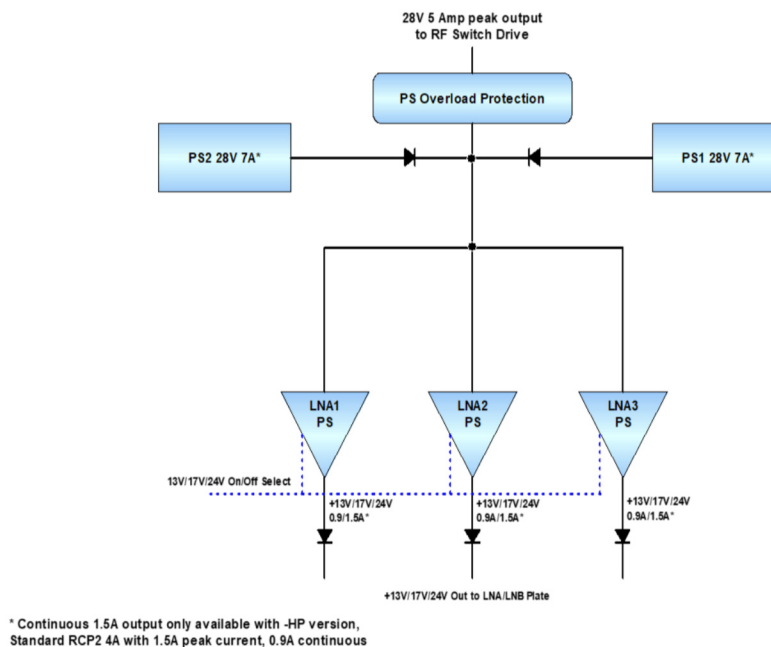 28V 5 Amp peak output
to RF Switch Drive
PS Overload Protection
PS2 28V 7A*
PS1 28V 7A*
LNA1
PS
LNA2
PS
LNA3
PS
13V/17V/24V On/Off Select
+13V/17V/24V
0.9/1.5A*
+13V/17V/24V
0.9A/1.5A*
+13V/17V/24V
0.9A/1.5A*
+13V/17V/24V Out to LNA/LNB Plate
* Continuous 1.5A output only available with -HP version,
Standard RCP2 4A with 1.5A peak current, 0.9A continuous